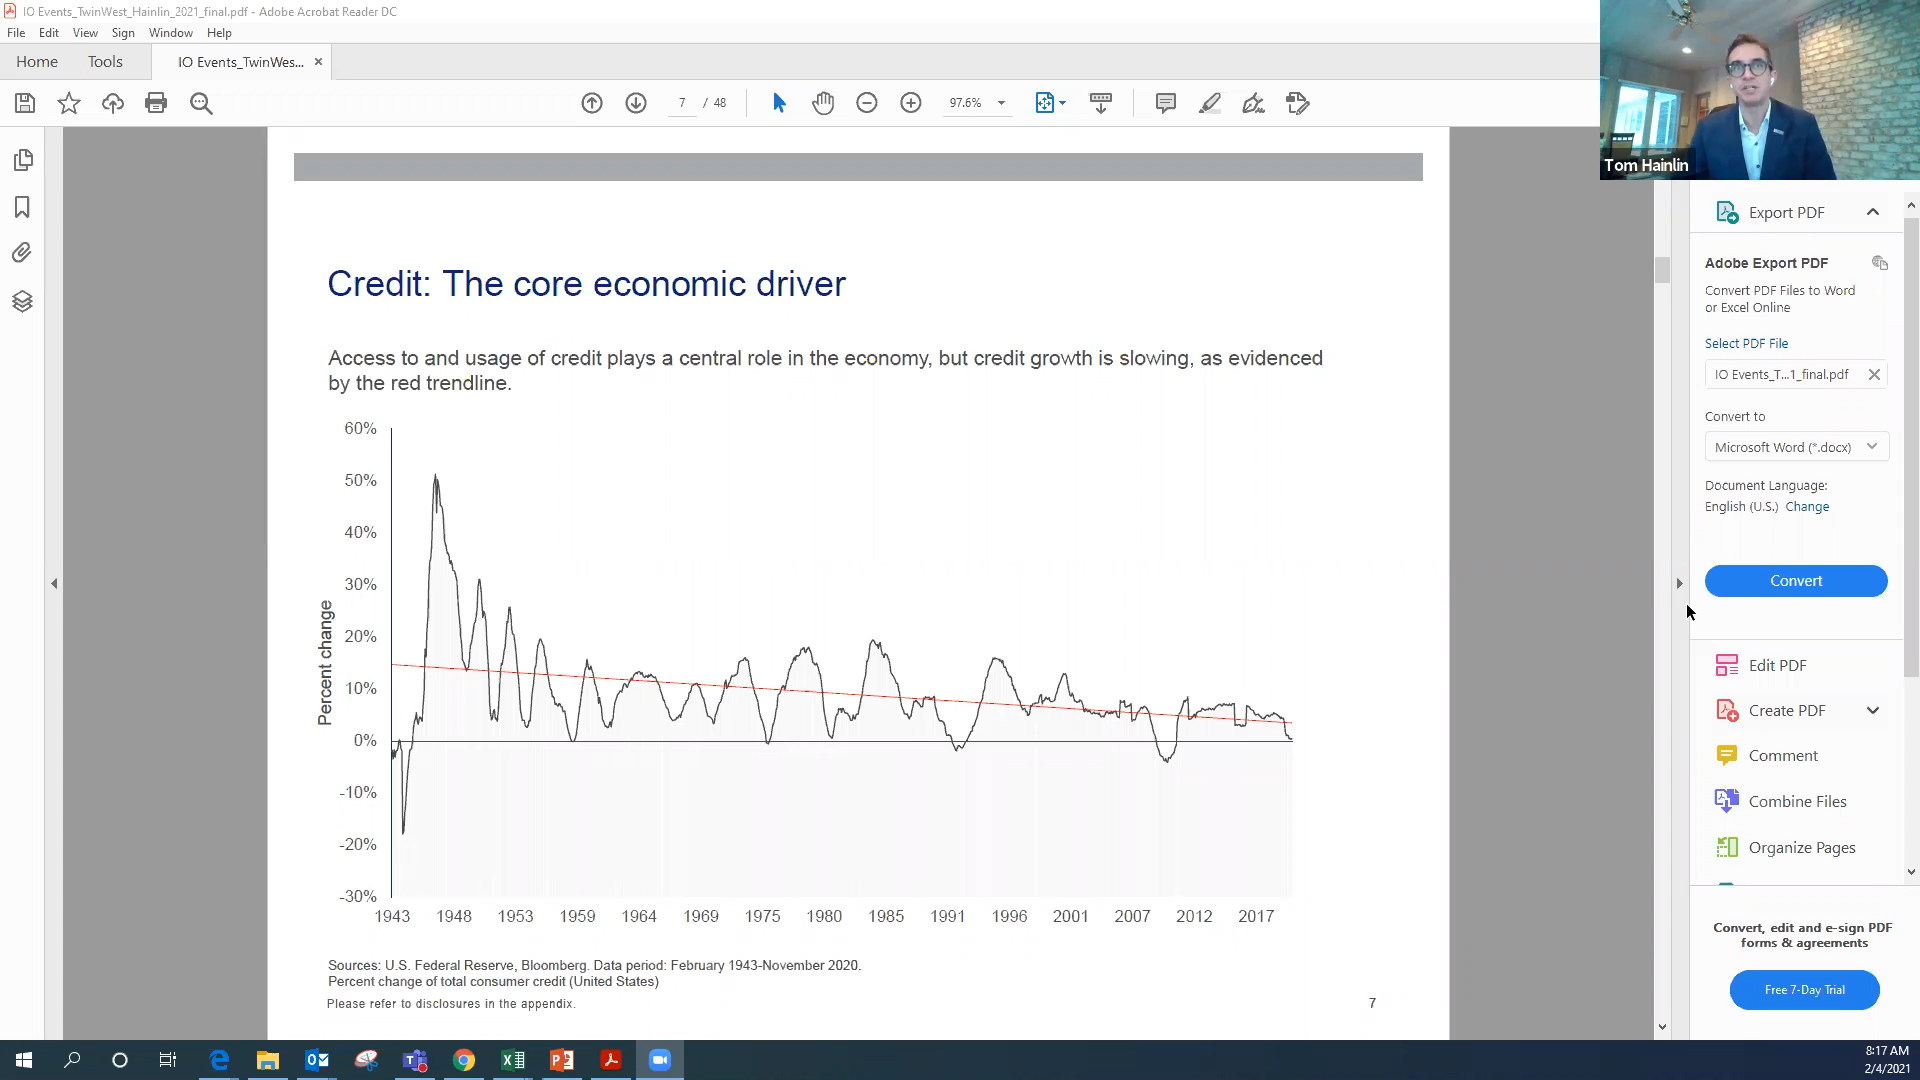 IO Events_TwinWest_Hainlin_2021_final.pdf - Adobe Acrobat Reader DC
File Edit View Sign Window Help
Home Tools IO Events_TwinWes... ×
7 / 48 97.6%
Tom Hainlin
Credit: The core economic driver
Access to and usage of credit plays a central role in the economy, but credit growth is slowing, as evidenced
by the red trendline.
Percent change
60%
50%
40%
30%
20%
10%
0%
-10%
-20%
-30%
1943 1948 1953 1959 1964 1969 1975 1980 1985 1991 1996 2001 2007 2012 2017
Sources: U.S. Federal Reserve, Bloomberg. Data period: February 1943-November 2020.
Percent change of total consumer credit (United States)
Please refer to disclosures in the appendix.
7
Export PDF
Adobe Export PDF
Convert PDF Files to Word
or Excel Online
Select PDF File
IO Events_T...1_final.pdf
Convert to
Microsoft Word (*.docx)
Document Language:
English (U.S.) Change
Convert
Edit PDF
Create PDF
Comment
Combine Files
Organize Pages
Convert, edit and e-sign PDF
forms & agreements
Free 7-Day Trial
8:17 AM
2/4/2021